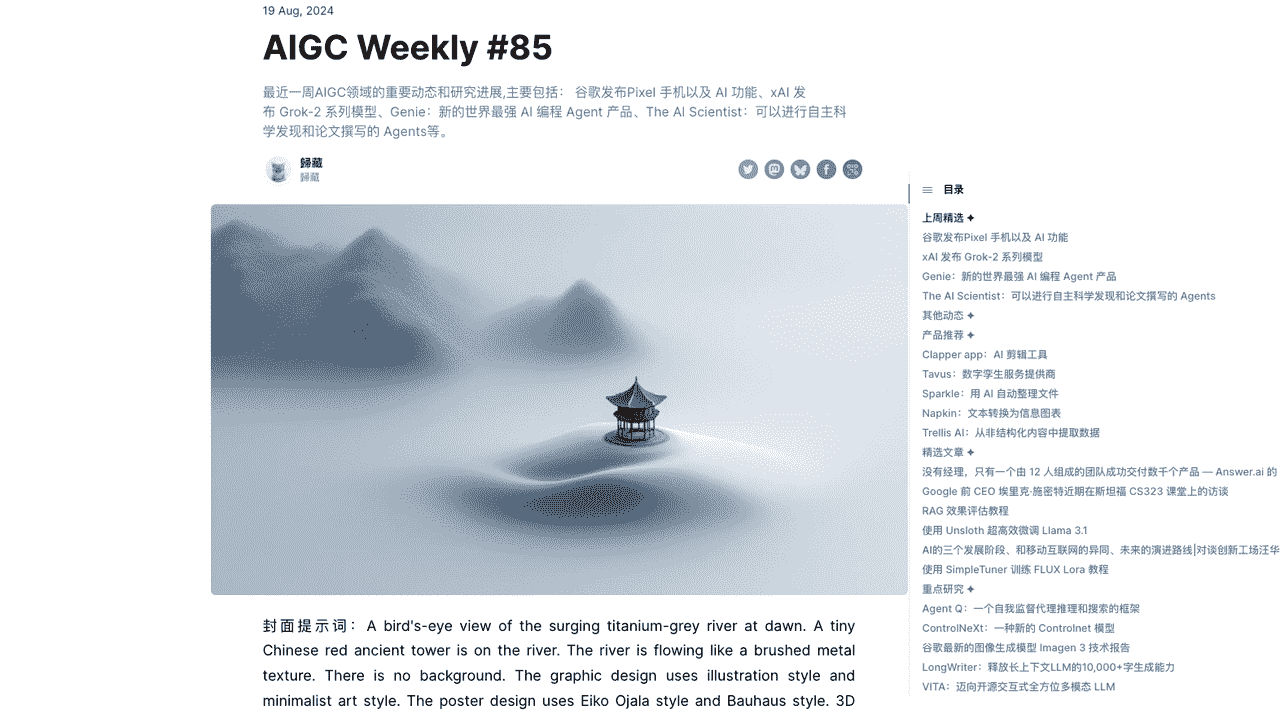 19 Aug, 2024
AIGC Weekly #85
最近一周AIGC领域的重要动态和研究进展,主要包括： 谷歌发布Pixel 手机以及 AI 功能、xAI 发
布 Grok-2 系列模型、Genie：新的世界最强 AI 编程 Agent 产品、The AI Scientist：可以进行自主科
学发现和论文撰写的 Agents等。
歸藏
歸藏
目录
上周精选 ✦
谷歌发布Pixel 手机以及 AI 功能
xAI 发布 Grok-2 系列模型
Genie：新的世界最强 AI 编程 Agent 产品
The AI Scientist：可以进行自主科学发现和论文撰写的 Agents
其他动态 ✦
产品推荐 ✦
Clapper app：AI 剪辑工具
Tavus：数字孪生服务提供商
Sparkle：用 AI 自动整理文件
Napkin：文本转换为信息图表
Trellis AI：从非结构化内容中提取数据
精选文章 ✦
没有经理，只有一个由 12 人组成的团队成功交付数千个产品 — Answer.ai 的
Google 前 CEO 埃里克·施密特近期在斯坦福 CS323 课堂上的访谈
RAG 效果评估教程
使用 Unsloth 超高效微调 Llama 3.1
AI的三个发展阶段、和移动互联网的异同、未来的演进路线|对谈创新工场汪华
使用 SimpleTuner 训练 FLUX Lora 教程
重点研究 ✦
Agent Q：一个自我监督代理推理和搜索的框架
ControlNeXt：一种新的 Controlnet 模型
谷歌最新的图像生成模型 Imagen 3 技术报告
LongWriter：释放长上下文LLM的10,000+字生成能力
VITA：迈向开源交互式全方位多模态 LLM
封面提示词：A bird's-eye view of the surging titanium-grey river at dawn. A tiny
Chinese red ancient tower is on the river. The river is flowing like a brushed metal
texture. There is no background. The graphic design uses illustration style and
minimalist art style. The poster design uses Eiko Ojala style and Bauhaus style. 3D